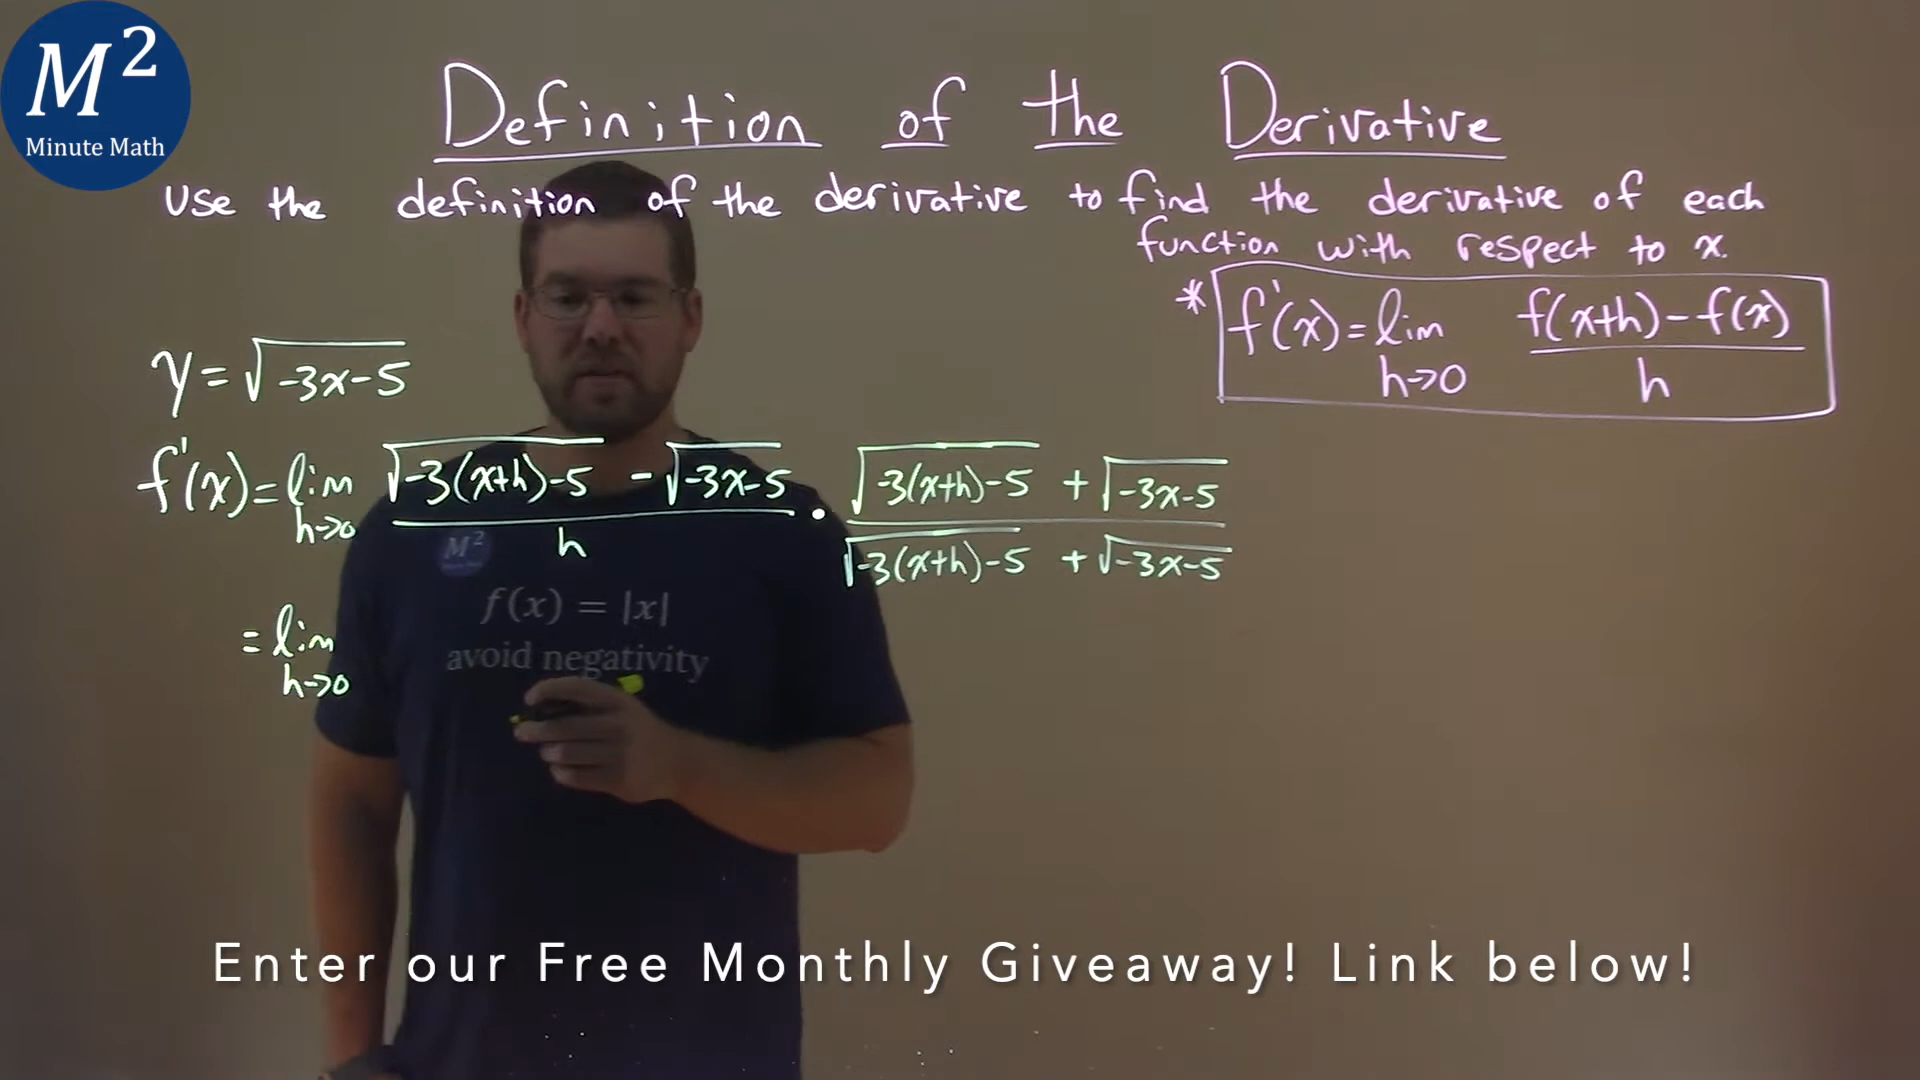 M²
Minute Math
Definition of the Derivative
Use the definition of the derivative to find the derivative of each
function with respect to x.
* f'(x) = lim h→0 f(x+h) - f(x) / h
y = √-3x-5
f'(x) = lim h→0 √-3(x+h)-5 - √-3x-5 / h · √-3(x+h)-5 + √-3x-5 / √-3(x+h)-5 + √-3x-5
M²
f(x) = |x|
avoid negativity
= lim h→0
Enter our Free Monthly Giveaway! Link below!